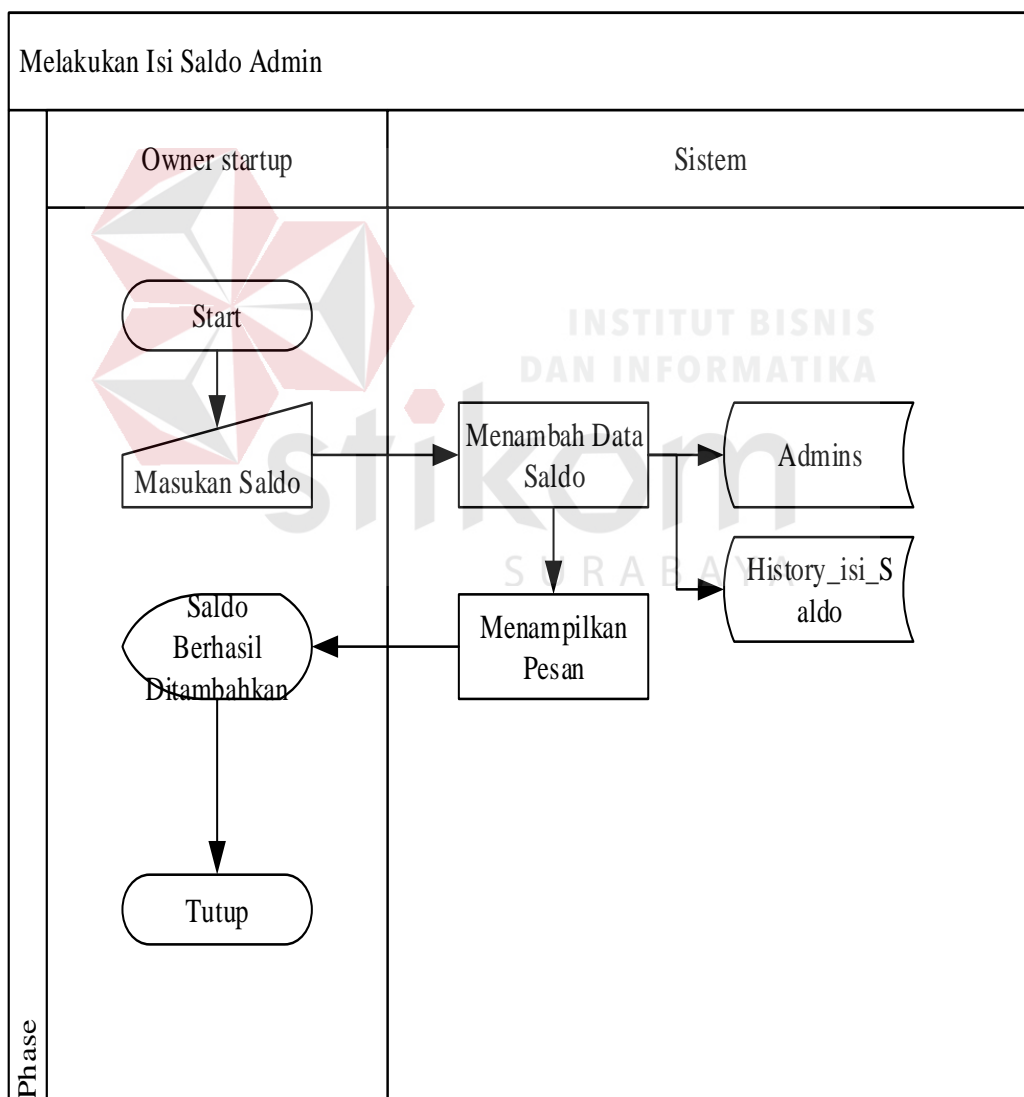 Melakukan Isi Saldo Admin
Owner startup
Sistem
Start
INSTITUT BISNIS
DAN INFORMATIKA
stikom
SURABAYA
Masukan Saldo
Menambah Data
Saldo
Admins
History_isi_S
aldo
Menampilkan
Pesan
Saldo
Berhasil
Ditambahkan
Tutup
Phase